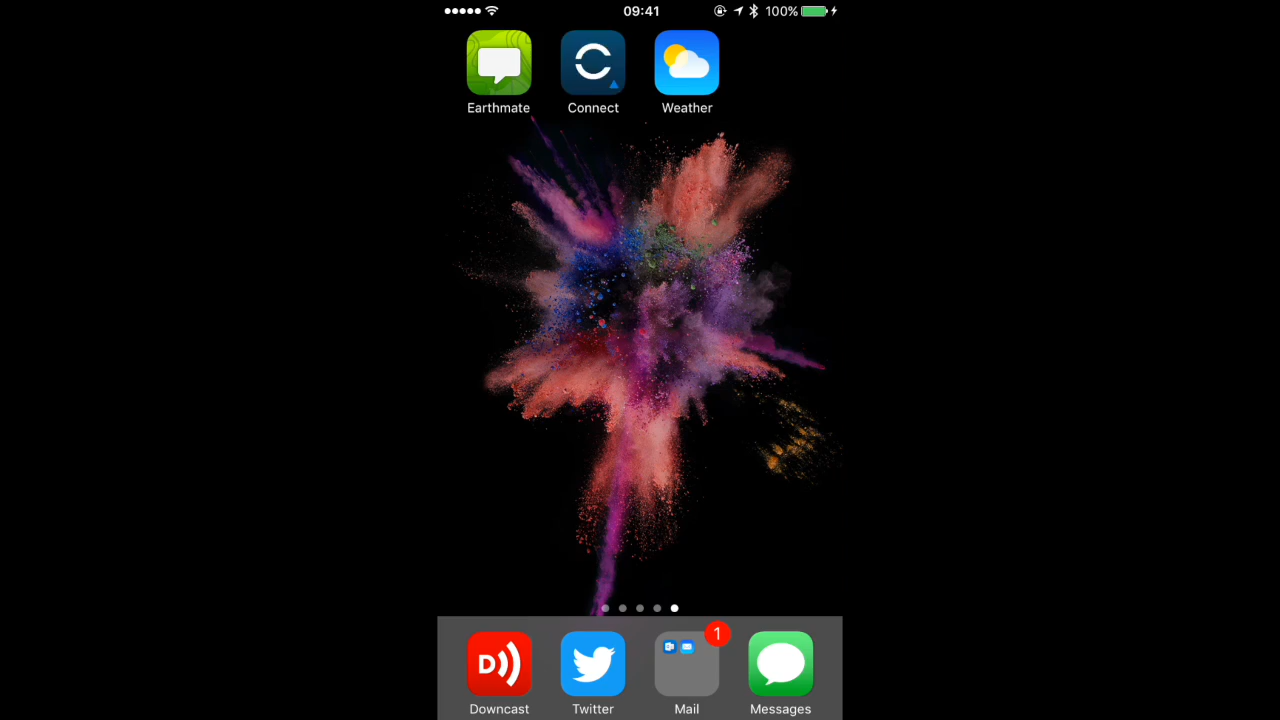 09:41 100%
Earthmate Connect Weather
1
D
Downcast Twitter Mail Messages